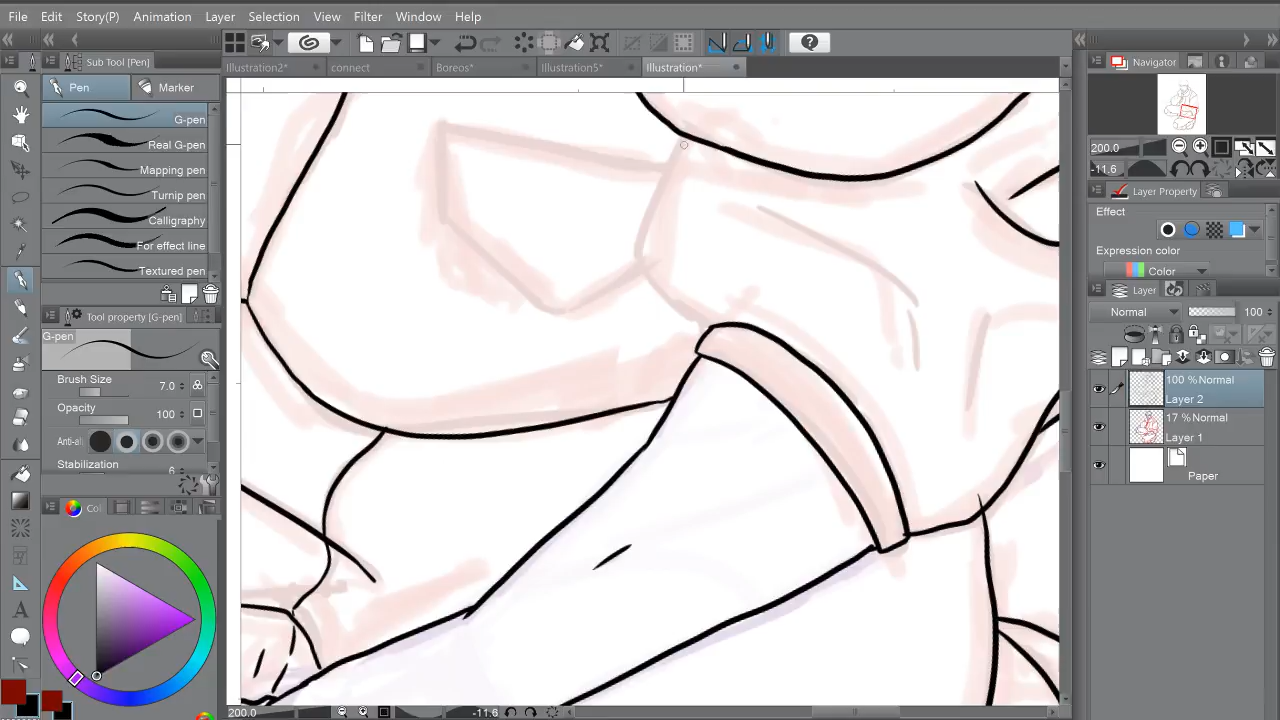 File Edit Story(P) Animation Layer Selection View Filter Window Help
Sub Tool [Pen]
Illustration2* connect Boreos* Illustration5* Illustration*
Navigator
Pen Marker
G-pen
Real G-pen
Mapping pen
Turnip pen
Calligraphy
For effect line
Textured pen
Tool property [G-pen]
G-pen
Brush Size 7.0
Opacity 100
Anti-al
Stabilization 6
Col
200.0
-11.6
Layer Property
Effect
Expression color
Color
Layer
Normal 100
100 % Normal
Layer 2
17 % Normal
Layer 1
Paper
200.0 -11.6